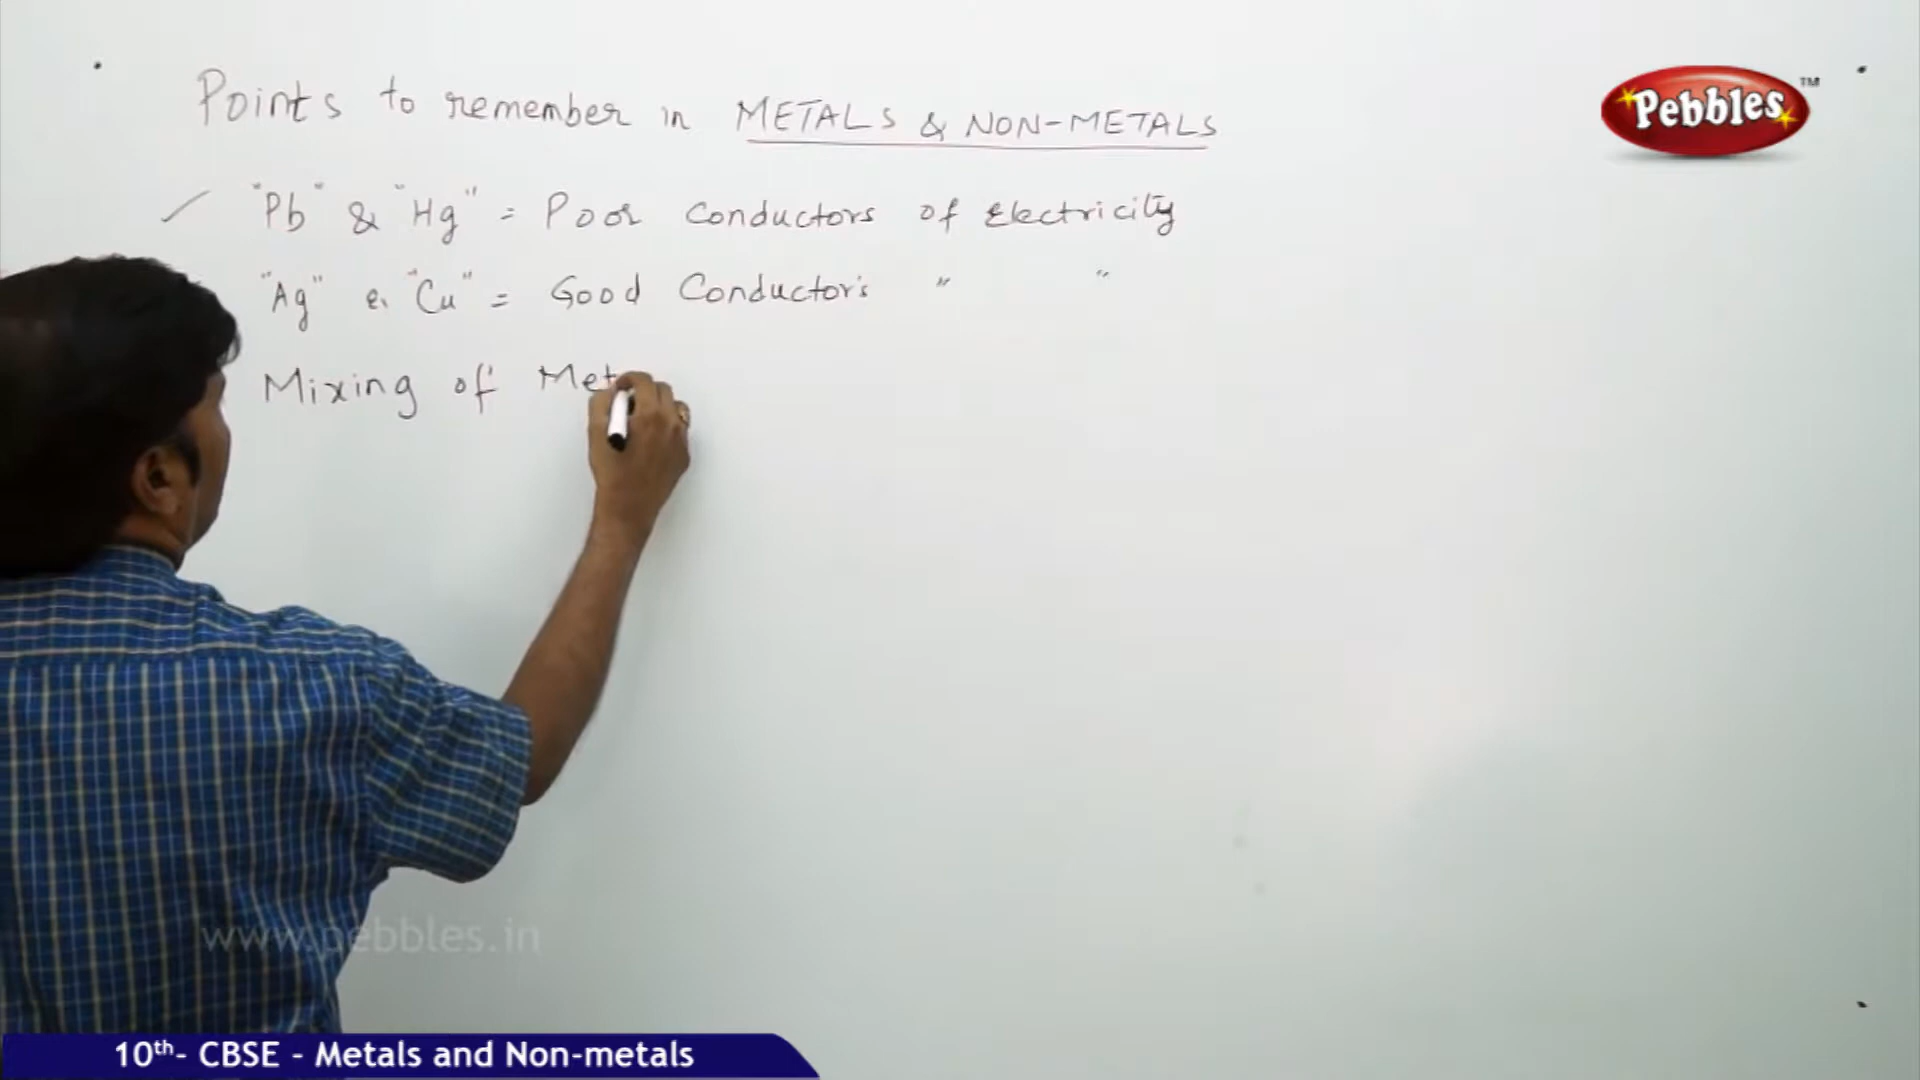 Points to remember in METALS & NON-METALS
Pebbles™
"Pb" & "Hg" = Poor Conductors of Electricity
"Ag" & "Cu" = Good Conductors " "
Mixing of Met
www.pebbles.in
10th- CBSE - Metals and Non-metals